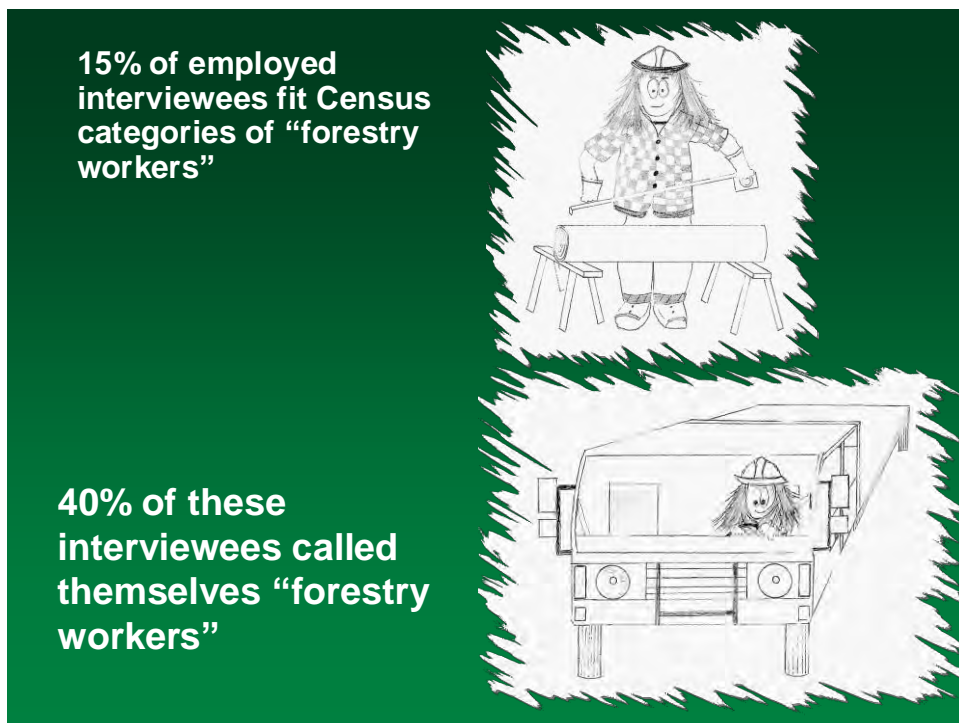 15% of employed
interviewees fit Census
categories of “forestry
workers”
40% of these
interviewees called
themselves “forestry
workers”